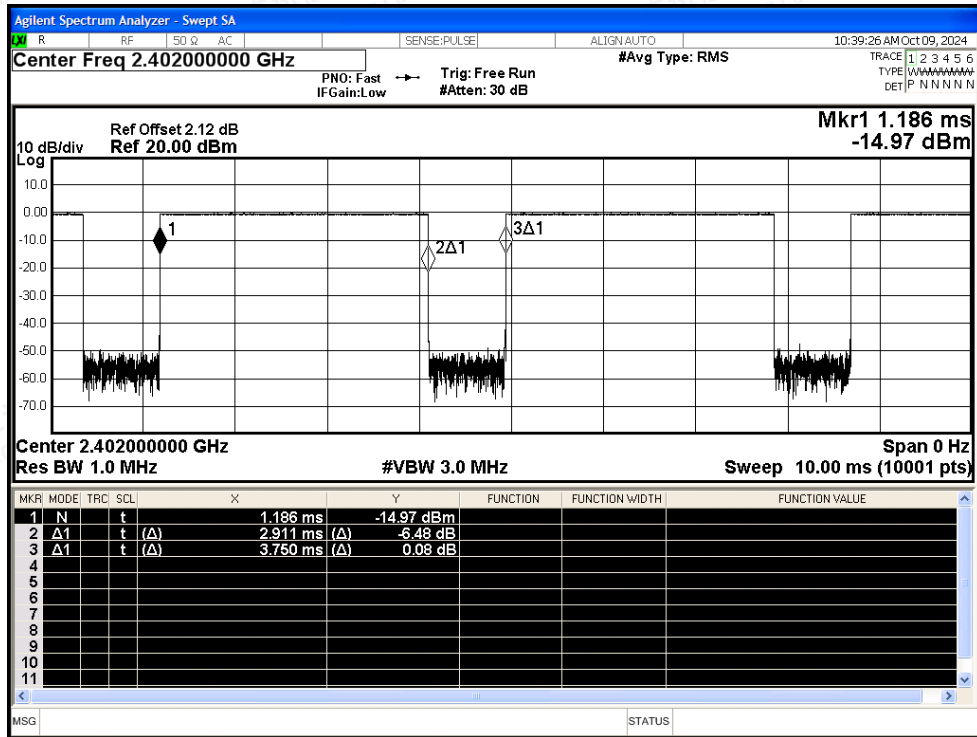 Agilent Spectrum Analyzer - Swept SA
LXI R RF 50 Ω AC SENSE:PULSE ALIGN AUTO 10:39:26 AM Oct 09, 2024
Center Freq 2.402000000 GHz #Avg Type: RMS TRACE 1 2 3 4 5 6
PNO: Fast Trig: Free Run TYPE WWWWWW
IFGain:Low #Atten: 30 dB DET P N N N N N
Mkr1 1.186 ms
Ref Offset 2.12 dB -14.97 dBm
10 dB/div Ref 20.00 dBm
Log
10.0
0.00
1
-10.0
3Δ1
2Δ1
-20.0
-30.0
-40.0
-50.0
-60.0
-70.0
Center 2.402000000 GHz Span 0 Hz
Res BW 1.0 MHz #VBW 3.0 MHz Sweep 10.00 ms (10001 pts)
MKR MODE TRC SCL X Y FUNCTION FUNCTION WIDTH FUNCTION VALUE
1 N t 1.186 ms -14.97 dBm
2 Δ1 t (Δ) 2.911 ms (Δ) -6.48 dB
3 Δ1 t (Δ) 3.750 ms (Δ) 0.08 dB
4
5
6
7
8
9
10
11
MSG STATUS